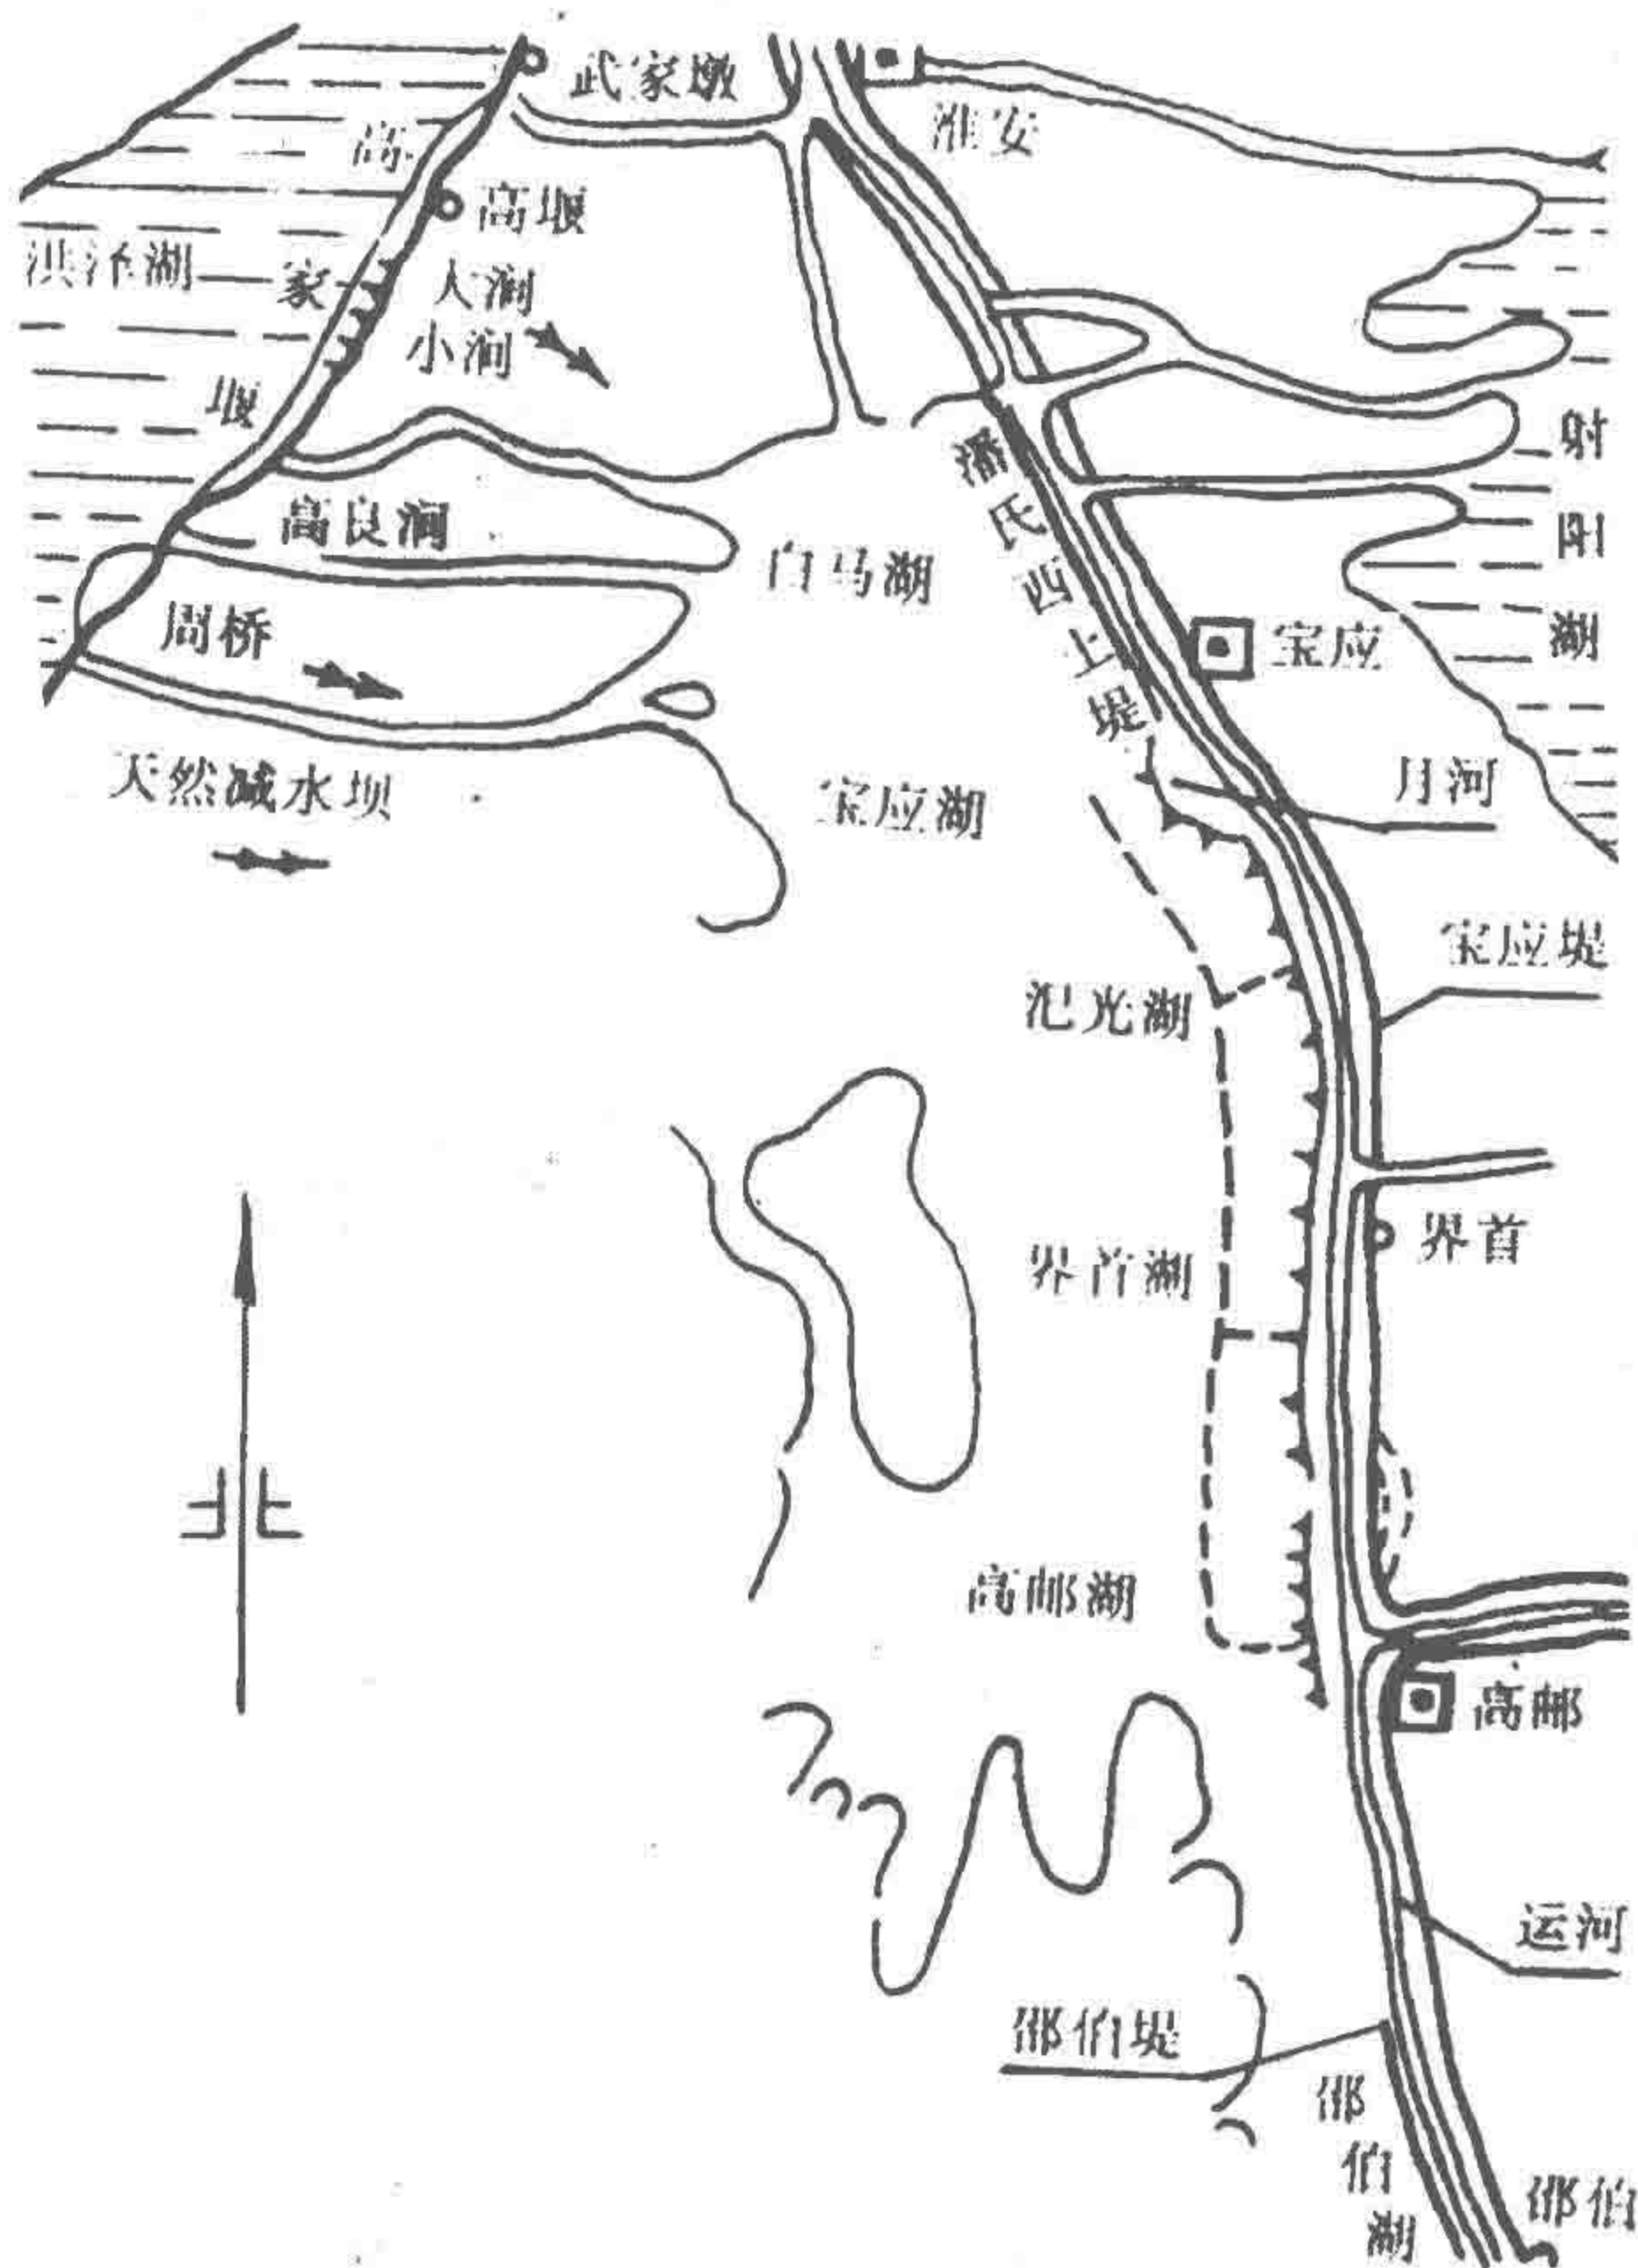 武家墩
淮安
高家堰
高堰
洪泽湖
大涧
小涧
高良涧
白马湖
潘氏西土堤
射阳湖
周桥
宝应
天然减水坝
宝应湖
月河
宝应堤
汜光湖
界首湖
界首
北
高邮湖
高邮
运河
邵伯堤
邵伯湖
邵伯